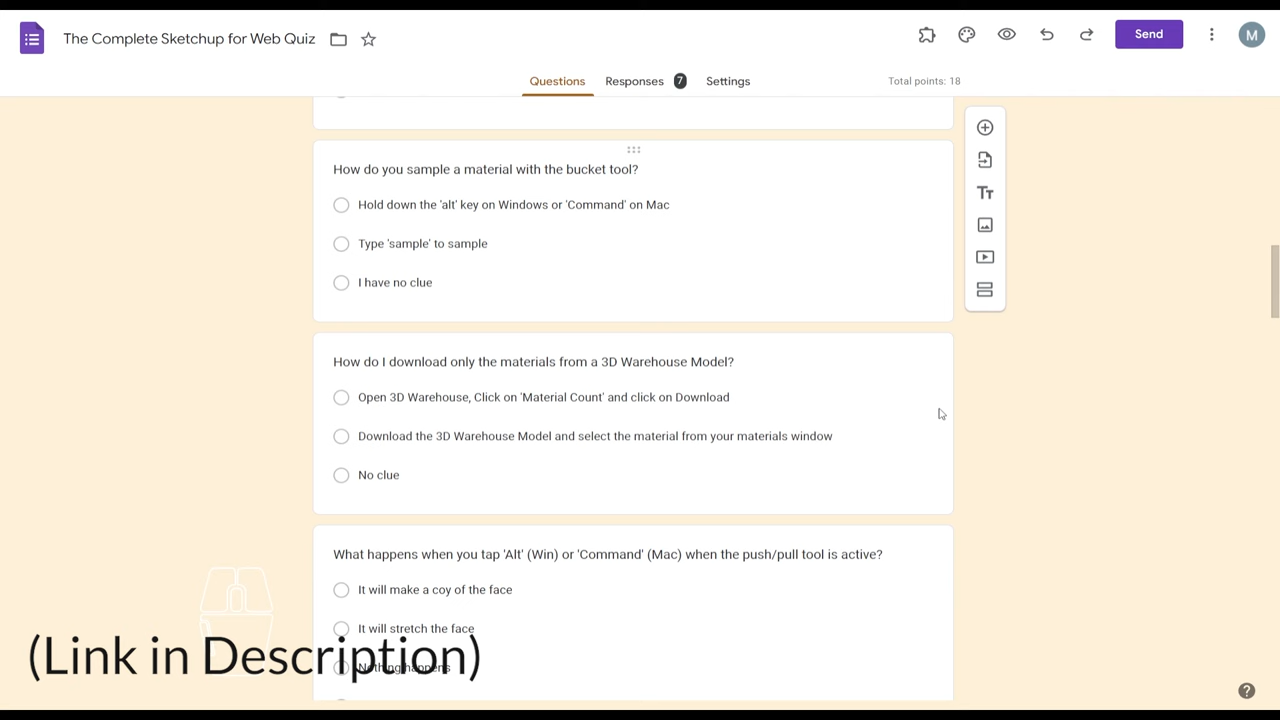 The Complete Sketchup for Web Quiz
Send
M
Questions
Responses 7
Settings
Total points: 18
How do you sample a material with the bucket tool?
Hold down the 'alt' key on Windows or 'Command' on Mac
Type 'sample' to sample
I have no clue
Tт
How do I download only the materials from a 3D Warehouse Model?
Open 3D Warehouse, Click on 'Material Count' and click on Download
Download the 3D Warehouse Model and select the material from your materials window
No clue
What happens when you tap 'Alt' (Win) or 'Command' (Mac) when the push/pull tool is active?
It will make a coy of the face
It will stretch the face
Nothing happens
(Link in Description)